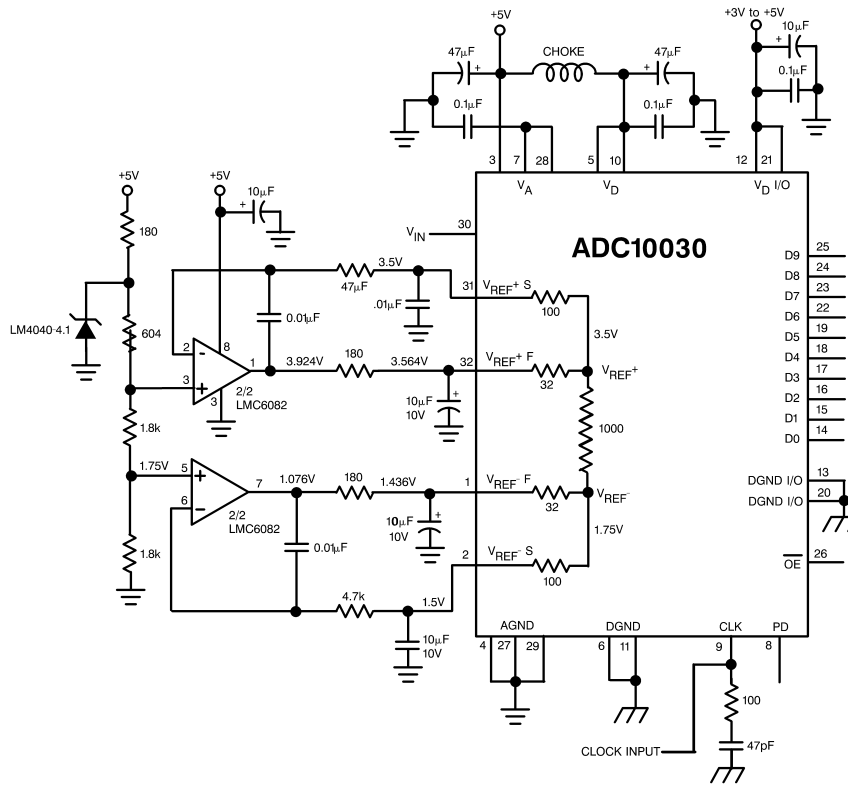 +5V
+3V to +5V
47µF
CHOKE
47µF
10µF
+
+
+
0.1µF
0.1µF
0.1µF
3
7
28
5
10
12
21
V_A
V_D
V_D I/O
+5V
+5V
10µF
+
180
V_IN
30
ADC10030
D9
25
D8
24
D7
23
D6
22
D5
19
D4
18
D3
17
D2
16
D1
15
D0
14
3.5V
47µF
31
V_REF+ S
100
.01µF
LM4040-4.1
604
0.01µF
3.5V
2
-
8
1
3.924V
180
3.564V
32
V_REF+ F
32
V_REF+
3
+
3
2/2
LMC6082
10µF
10V
+
1000
1.8k
1.75V
5
+
7
1.076V
180
1.436V
1
V_REF- F
32
V_REF-
6
-
2/2
LMC6082
10µF
10V
+
1.75V
DGND I/O
13
DGND I/O
20
1.8k
0.01µF
2
V_REF- S
100
OE
26
4.7k
1.5V
10µF
10V
AGND
DGND
CLK
PD
4
27
29
6
11
9
8
100
CLOCK INPUT
47pF